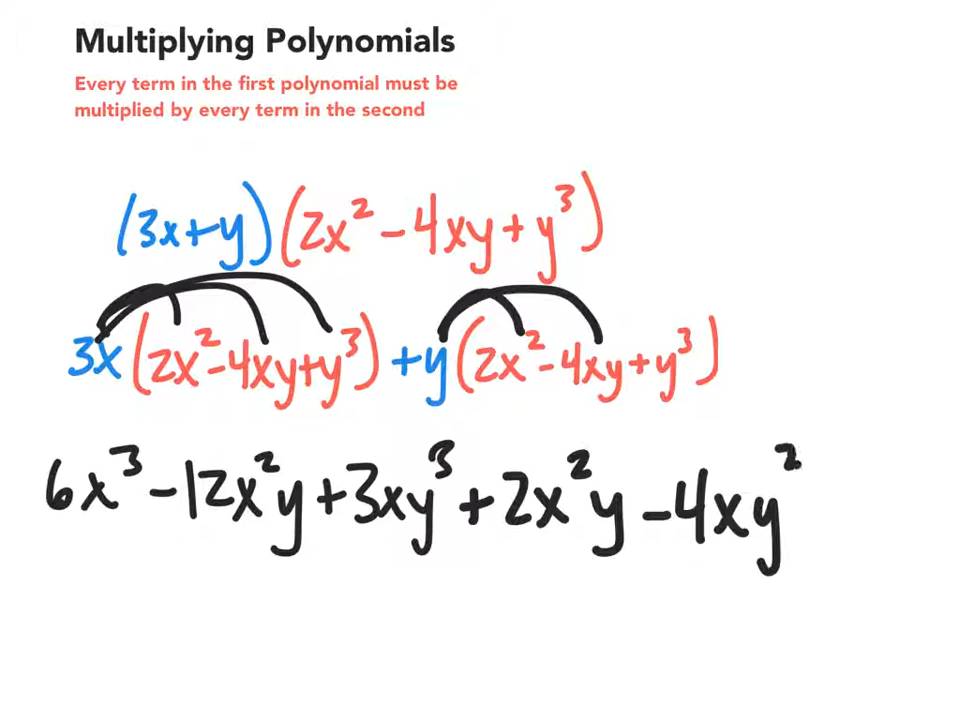 Multiplying Polynomials
Every term in the first polynomial must be
multiplied by every term in the second
(3x+y)(2x²-4xy+y³)
3x(2x²-4xy+y³)+y(2x²-4xy+y³)
6x³-12x²y+3xy³+2x²y-4xy²